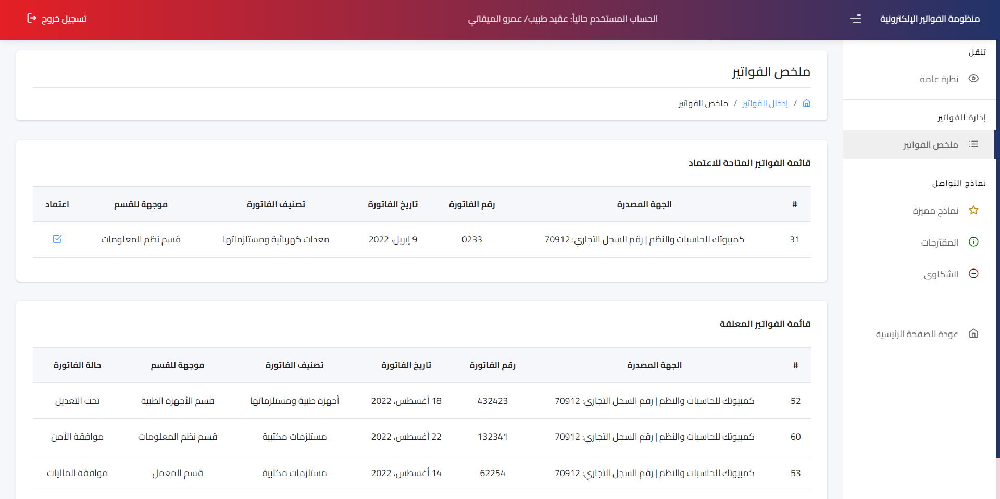 منظومة الفواتير الإلكترونية
الحساب المستخدم حالياً: عقيد طبيب/ عمرو الميقاتي
تسجيل خروج
تنقل
نظرة عامة
إدارة الفواتير
ملخص الفواتير
نماذج التواصل
نماذج مميزة
المقترحات
الشكاوى
عودة للصفحة الرئيسية
ملخص الفواتير
/ إدخال الفواتير / ملخص الفواتير
قائمة الفواتير المتاحة للاعتماد
# الجهة المصدرة رقم الفاتورة تاريخ الفاتورة تصنيف الفاتورة موجهة للقسم اعتماد
31 كمبيوتك للحاسبات والنظم | رقم السجل التجاري: 70912 0233 9 إبريل، 2022 معدات كهربائية ومستلزماتها قسم نظم المعلومات
قائمة الفواتير المعلقة
# الجهة المصدرة رقم الفاتورة تاريخ الفاتورة تصنيف الفاتورة موجهة للقسم حالة الفاتورة
52 كمبيوتك للحاسبات والنظم | رقم السجل التجاري: 70912 432423 18 أغسطس، 2022 أجهزة طبية ومستلزماتها قسم الأجهزة الطبية تحت التعديل
60 كمبيوتك للحاسبات والنظم | رقم السجل التجاري: 70912 132341 22 أغسطس، 2022 مستلزمات مكتبية قسم نظم المعلومات موافقة الأمن
53 كمبيوتك للحاسبات والنظم | رقم السجل التجاري: 70912 62254 14 أغسطس، 2022 مستلزمات مكتبية قسم المعمل موافقة الماليات